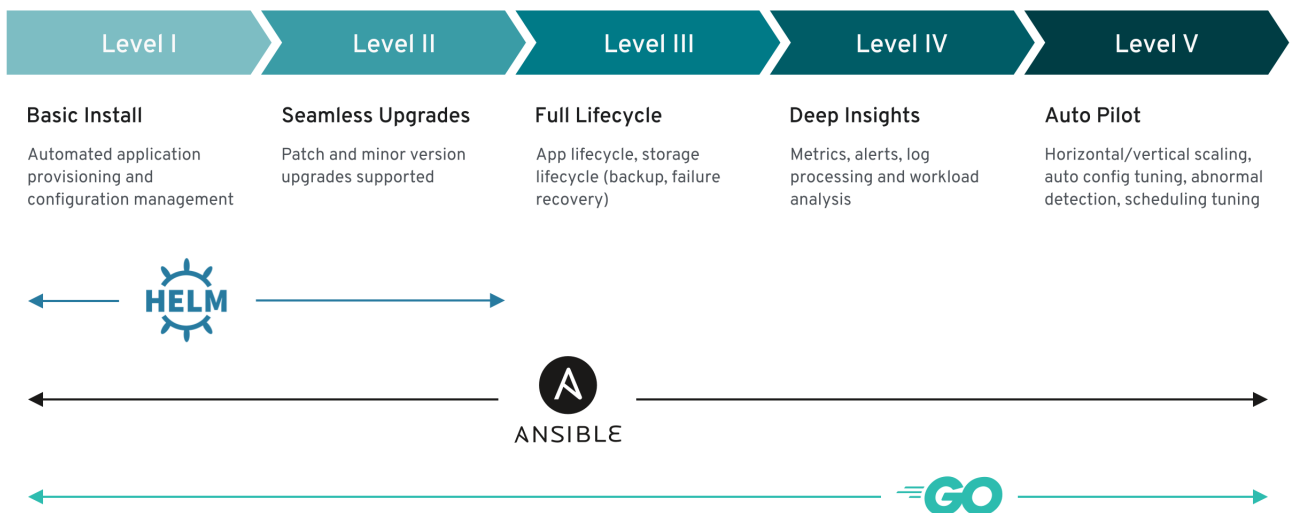 Level I
Level II
Level III
Level IV
Level V
Basic Install
Automated application
provisioning and
configuration management
Seamless Upgrades
Patch and minor version
upgrades supported
Full Lifecycle
App lifecycle, storage
lifecycle (backup, failure
recovery)
Deep Insights
Metrics, alerts, log
processing and workload
analysis
Auto Pilot
Horizontal/vertical scaling,
auto config tuning, abnormal
detection, scheduling tuning
HELM
A
ANSIBLE
GO